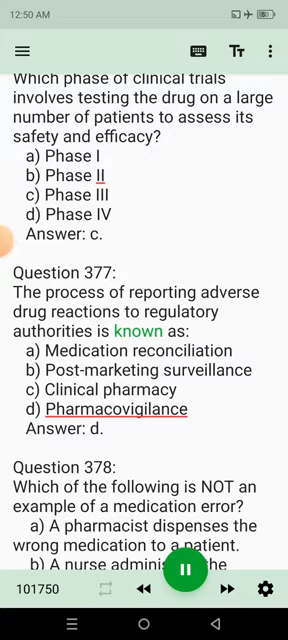 12:50 AM
Which phase of clinical trials
involves testing the drug on a large
number of patients to assess its
safety and efficacy?
a) Phase I
b) Phase II
c) Phase III
d) Phase IV
Answer: c.
Question 377:
The process of reporting adverse
drug reactions to regulatory
authorities is known as:
a) Medication reconciliation
b) Post-marketing surveillance
c) Clinical pharmacy
d) Pharmacovigilance
Answer: d.
Question 378:
Which of the following is NOT an
example of a medication error?
a) A pharmacist dispenses the
wrong medication to a patient.
b) A nurse the
101750